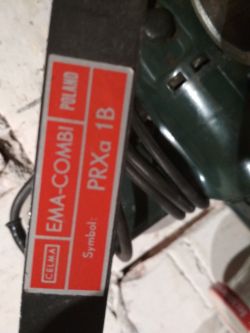 CELMA
EMA-COMBI
POLAND
Symbol: PRXa 1B